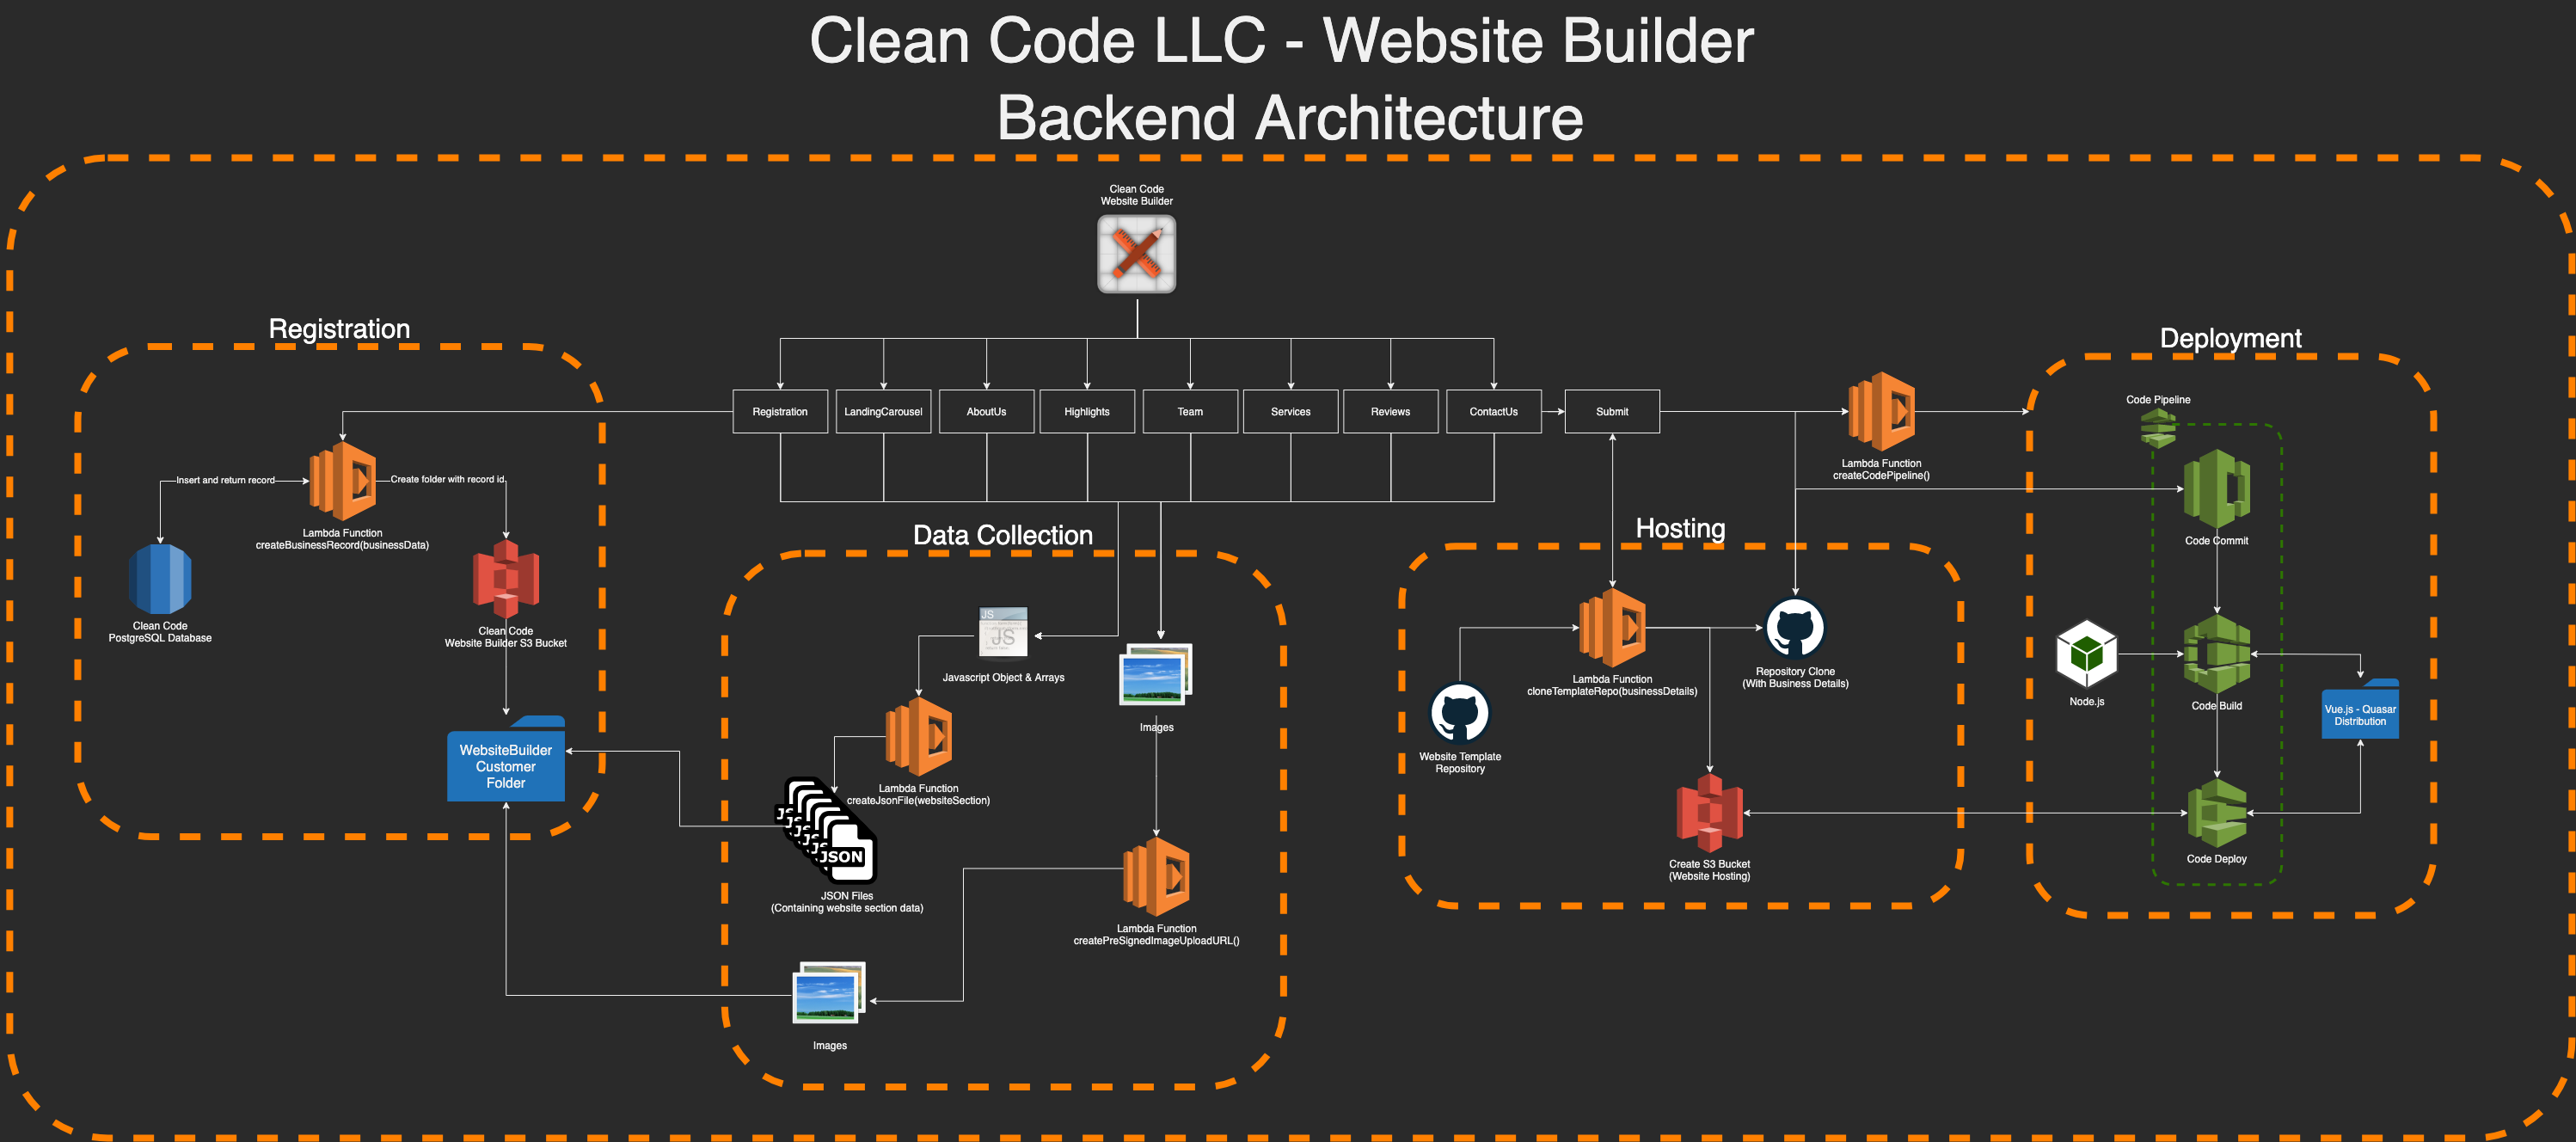 Clean Code LLC - Website Builder
Backend Architecture
Clean Code
Website Builder
Registration
Deployment
Code Pipeline
Registration
LandingCarousel
AboutUs
Highlights
Team
Services
Reviews
ContactUs
Submit
Lambda Function
createCodePipeline()
Insert and return record
Create folder with record id
Lambda Function
createBusinessRecord(businessData)
Clean Code
PostgreSQL Database
Clean Code
Website Builder S3 Bucket
WebsiteBuilder
Customer
Folder
Data Collection
JS
JS
Javascript Object & Arrays
Images
Lambda Function
createJsonFile(websiteSection)
JS
J
J
JS
JSON
JSON Files
(Containing website section data)
Lambda Function
createPreSignedImageUploadURL()
Images
Hosting
Lambda Function
cloneTemplateRepo(businessDetails)
Repository Clone
(With Business Details)
Website Template
Repository
Create S3 Bucket
(Website Hosting)
Code Commit
Node.js
Code Build
Vue.js - Quasar
Distribution
Code Deploy